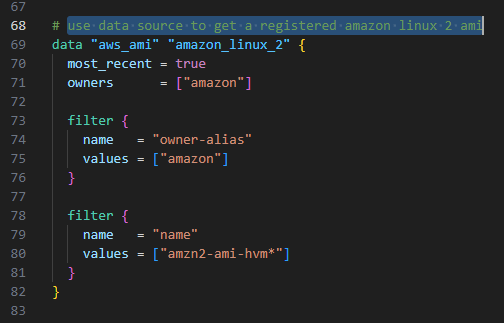 67
68 # use data source to get a registered amazon linux 2 ami
69 data "aws_ami" "amazon_linux_2" {
70   most_recent = true
71   owners      = ["amazon"]
72
73   filter {
74     name   = "owner-alias"
75     values = ["amazon"]
76   }
77
78   filter {
79     name   = "name"
80     values = ["amzn2-ami-hvm*"]
81   }
82 }
83